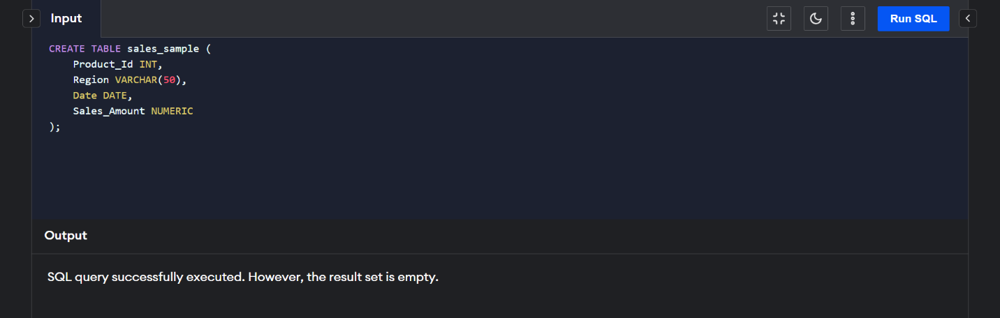 Input
Run SQL
CREATE TABLE sales_sample (
    Product_Id INT,
    Region VARCHAR(50),
    Date DATE,
    Sales_Amount NUMERIC
);
Output
SQL query successfully executed. However, the result set is empty.